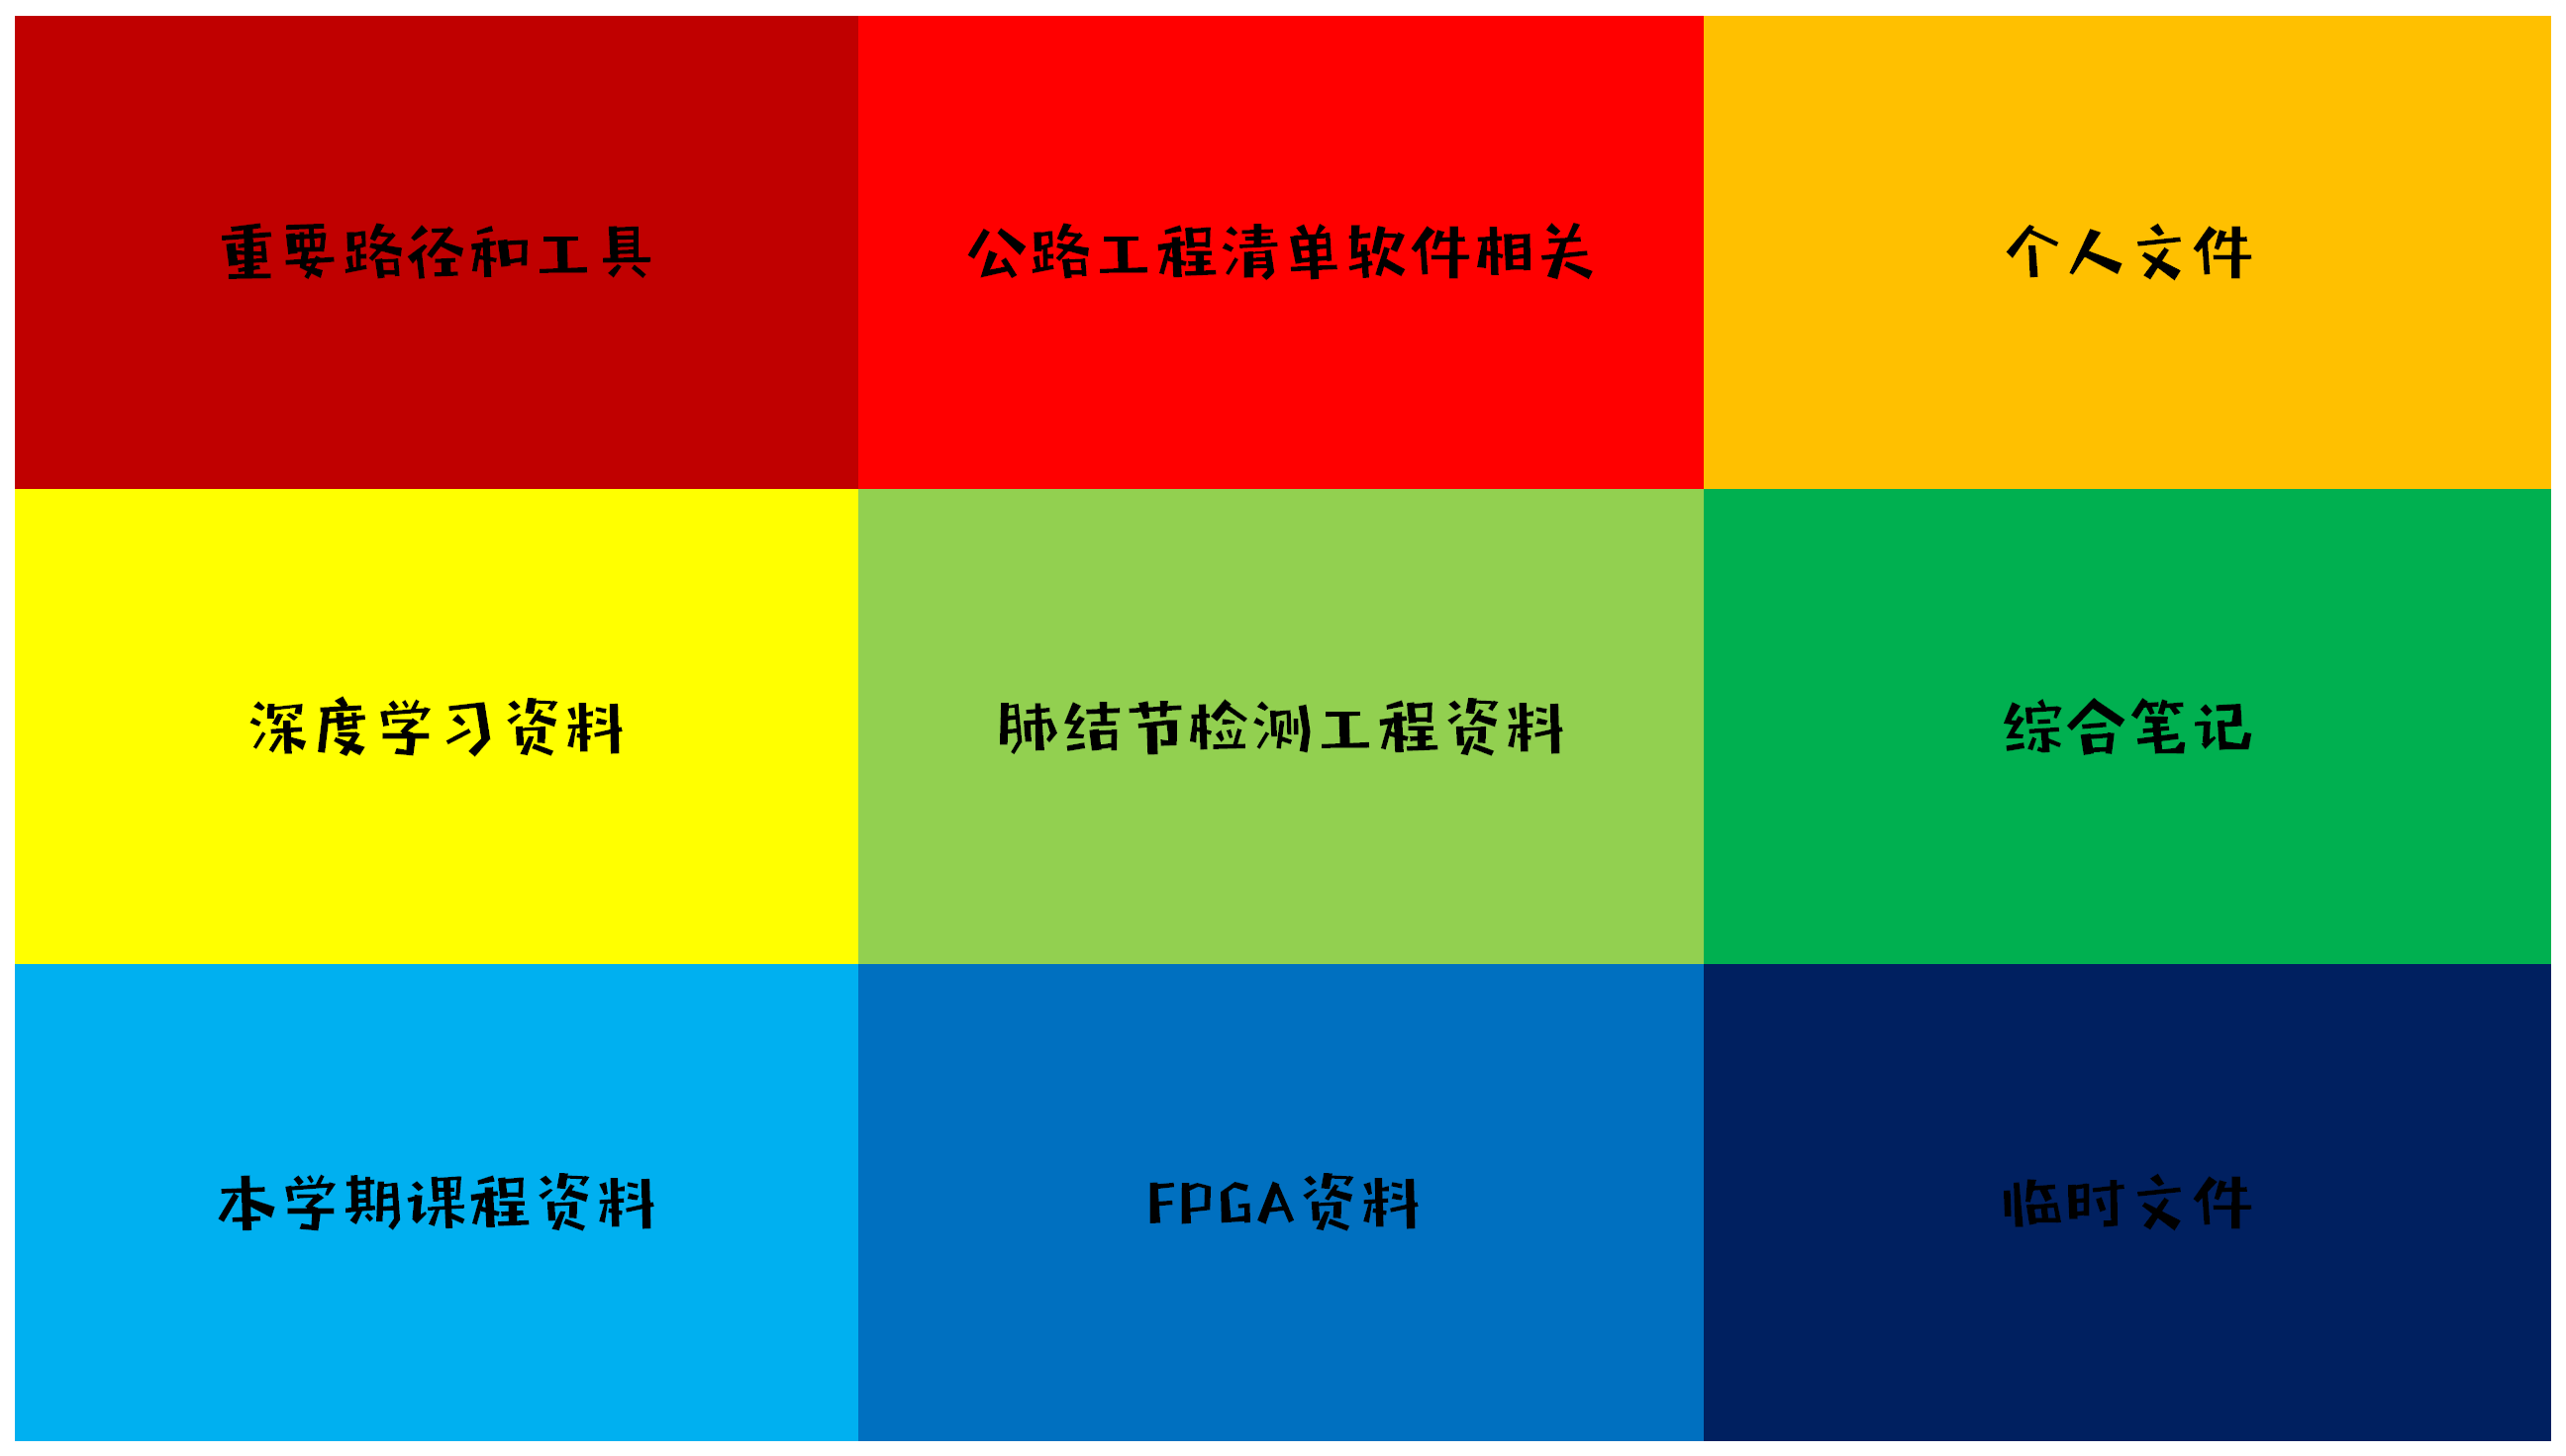 重要路径和工具
公路工程清单软件相关
个人文件
深度学习资料
肺结节检测工程资料
综合笔记
本学期课程资料
FPGA资料
临时文件